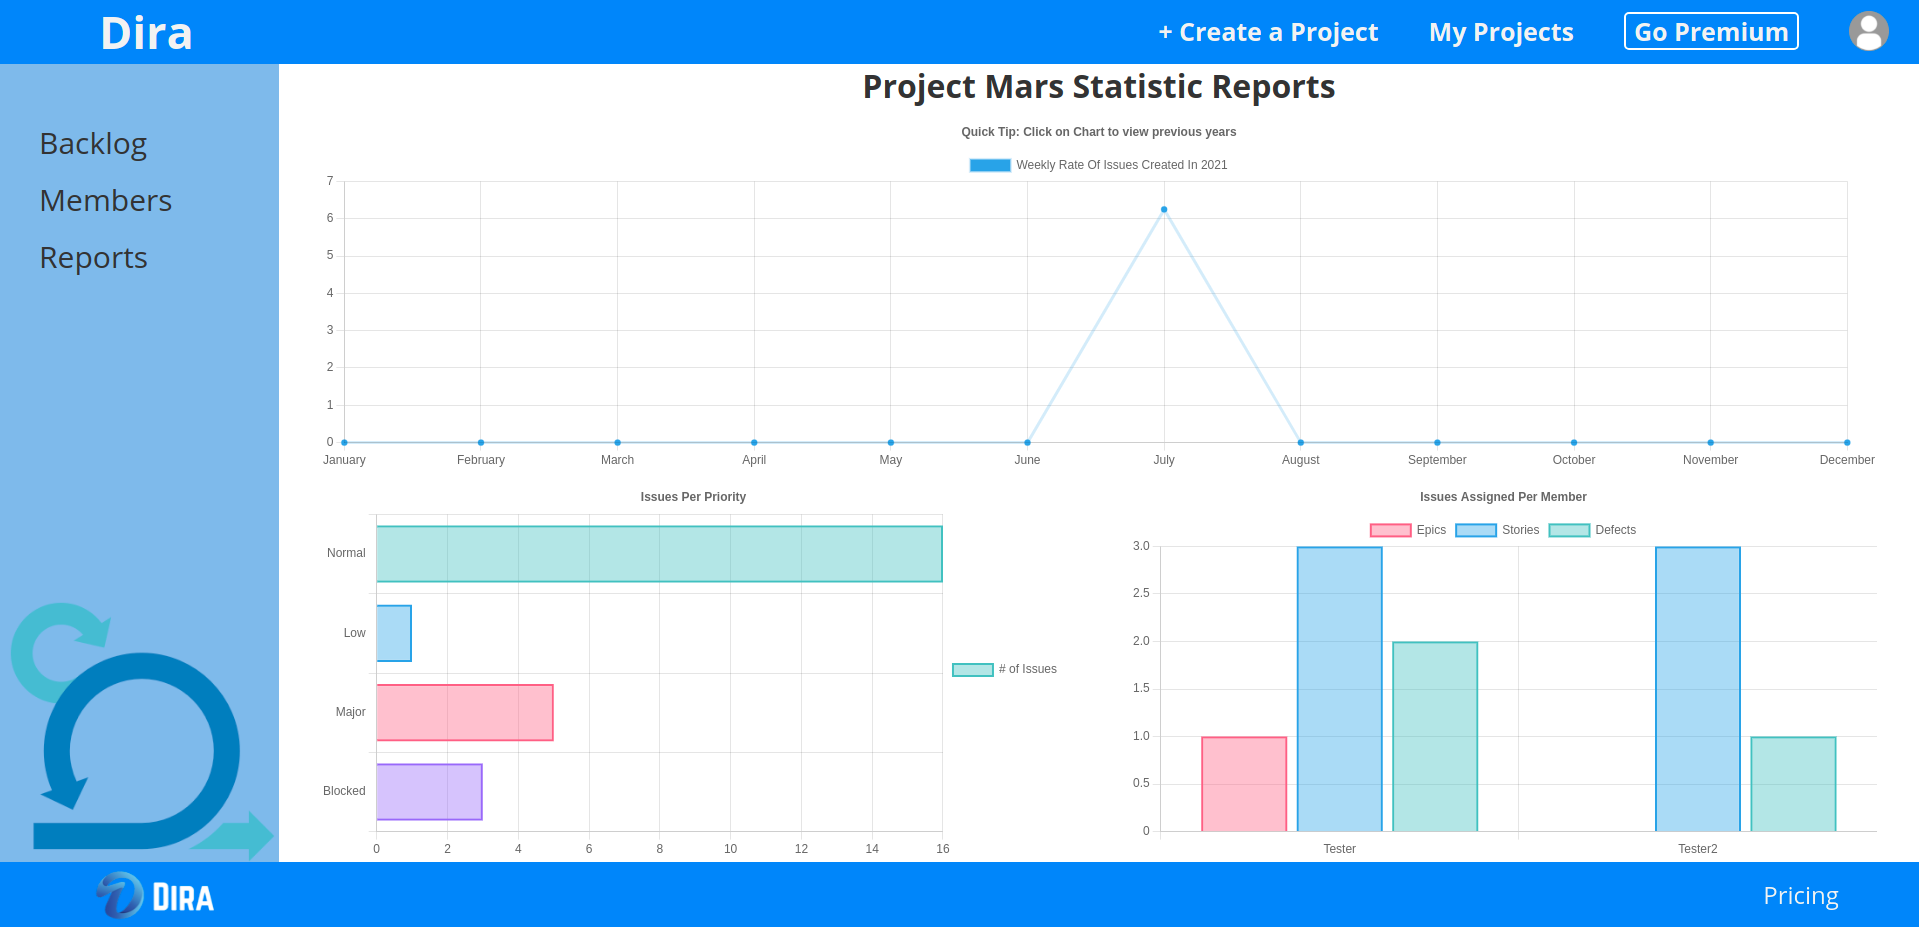 Dira
+ Create a Project
My Projects
Go Premium
Backlog
Members
Reports
Project Mars Statistic Reports
Quick Tip: Click on Chart to view previous years
Weekly Rate Of Issues Created In 2021
7
6
5
4
3
2
1
0
January February March April May June July August September October November December
Issues Per Priority
Normal
Low
Major
Blocked
0 2 4 6 8 10 12 14 16
# of Issues
Issues Assigned Per Member
Epics Stories Defects
3.0
2.5
2.0
1.5
1.0
0.5
0
Tester Tester2
DIRA
Pricing